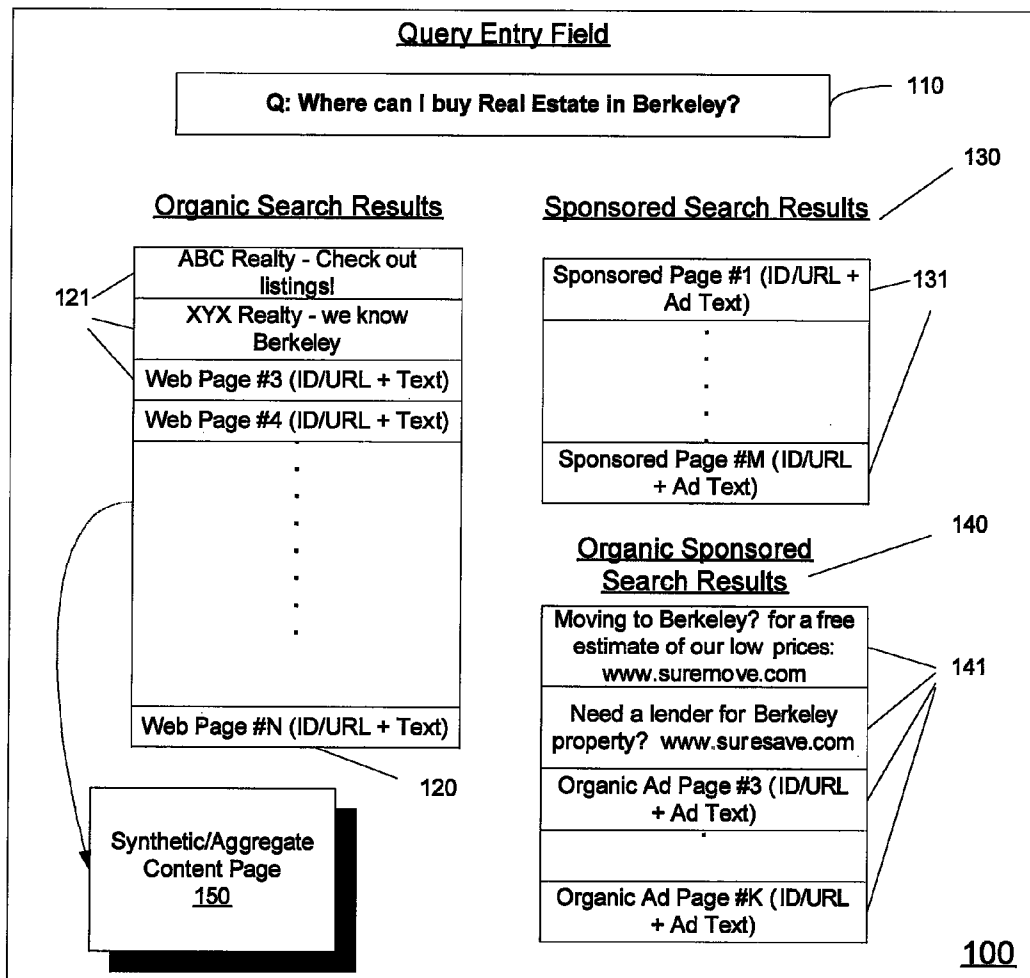 Query Entry Field
Q: Where can I buy Real Estate in Berkeley?
110
130
Organic Search Results
Sponsored Search Results
ABC Realty - Check out
listings!
121
XYX Realty - we know
Berkeley
Web Page #3 (ID/URL + Text)
Web Page #4 (ID/URL + Text)
Web Page #N (ID/URL + Text)
120
Sponsored Page #1 (ID/URL +
Ad Text)
131
Sponsored Page #M (ID/URL
+ Ad Text)
140
Organic Sponsored
Search Results
Moving to Berkeley? for a free
estimate of our low prices:
www.suremove.com
141
Need a lender for Berkeley
property? www.suresave.com
Organic Ad Page #3 (ID/URL
+ Ad Text)
Organic Ad Page #K (ID/URL
+ Ad Text)
Synthetic/Aggregate
Content Page
150
100